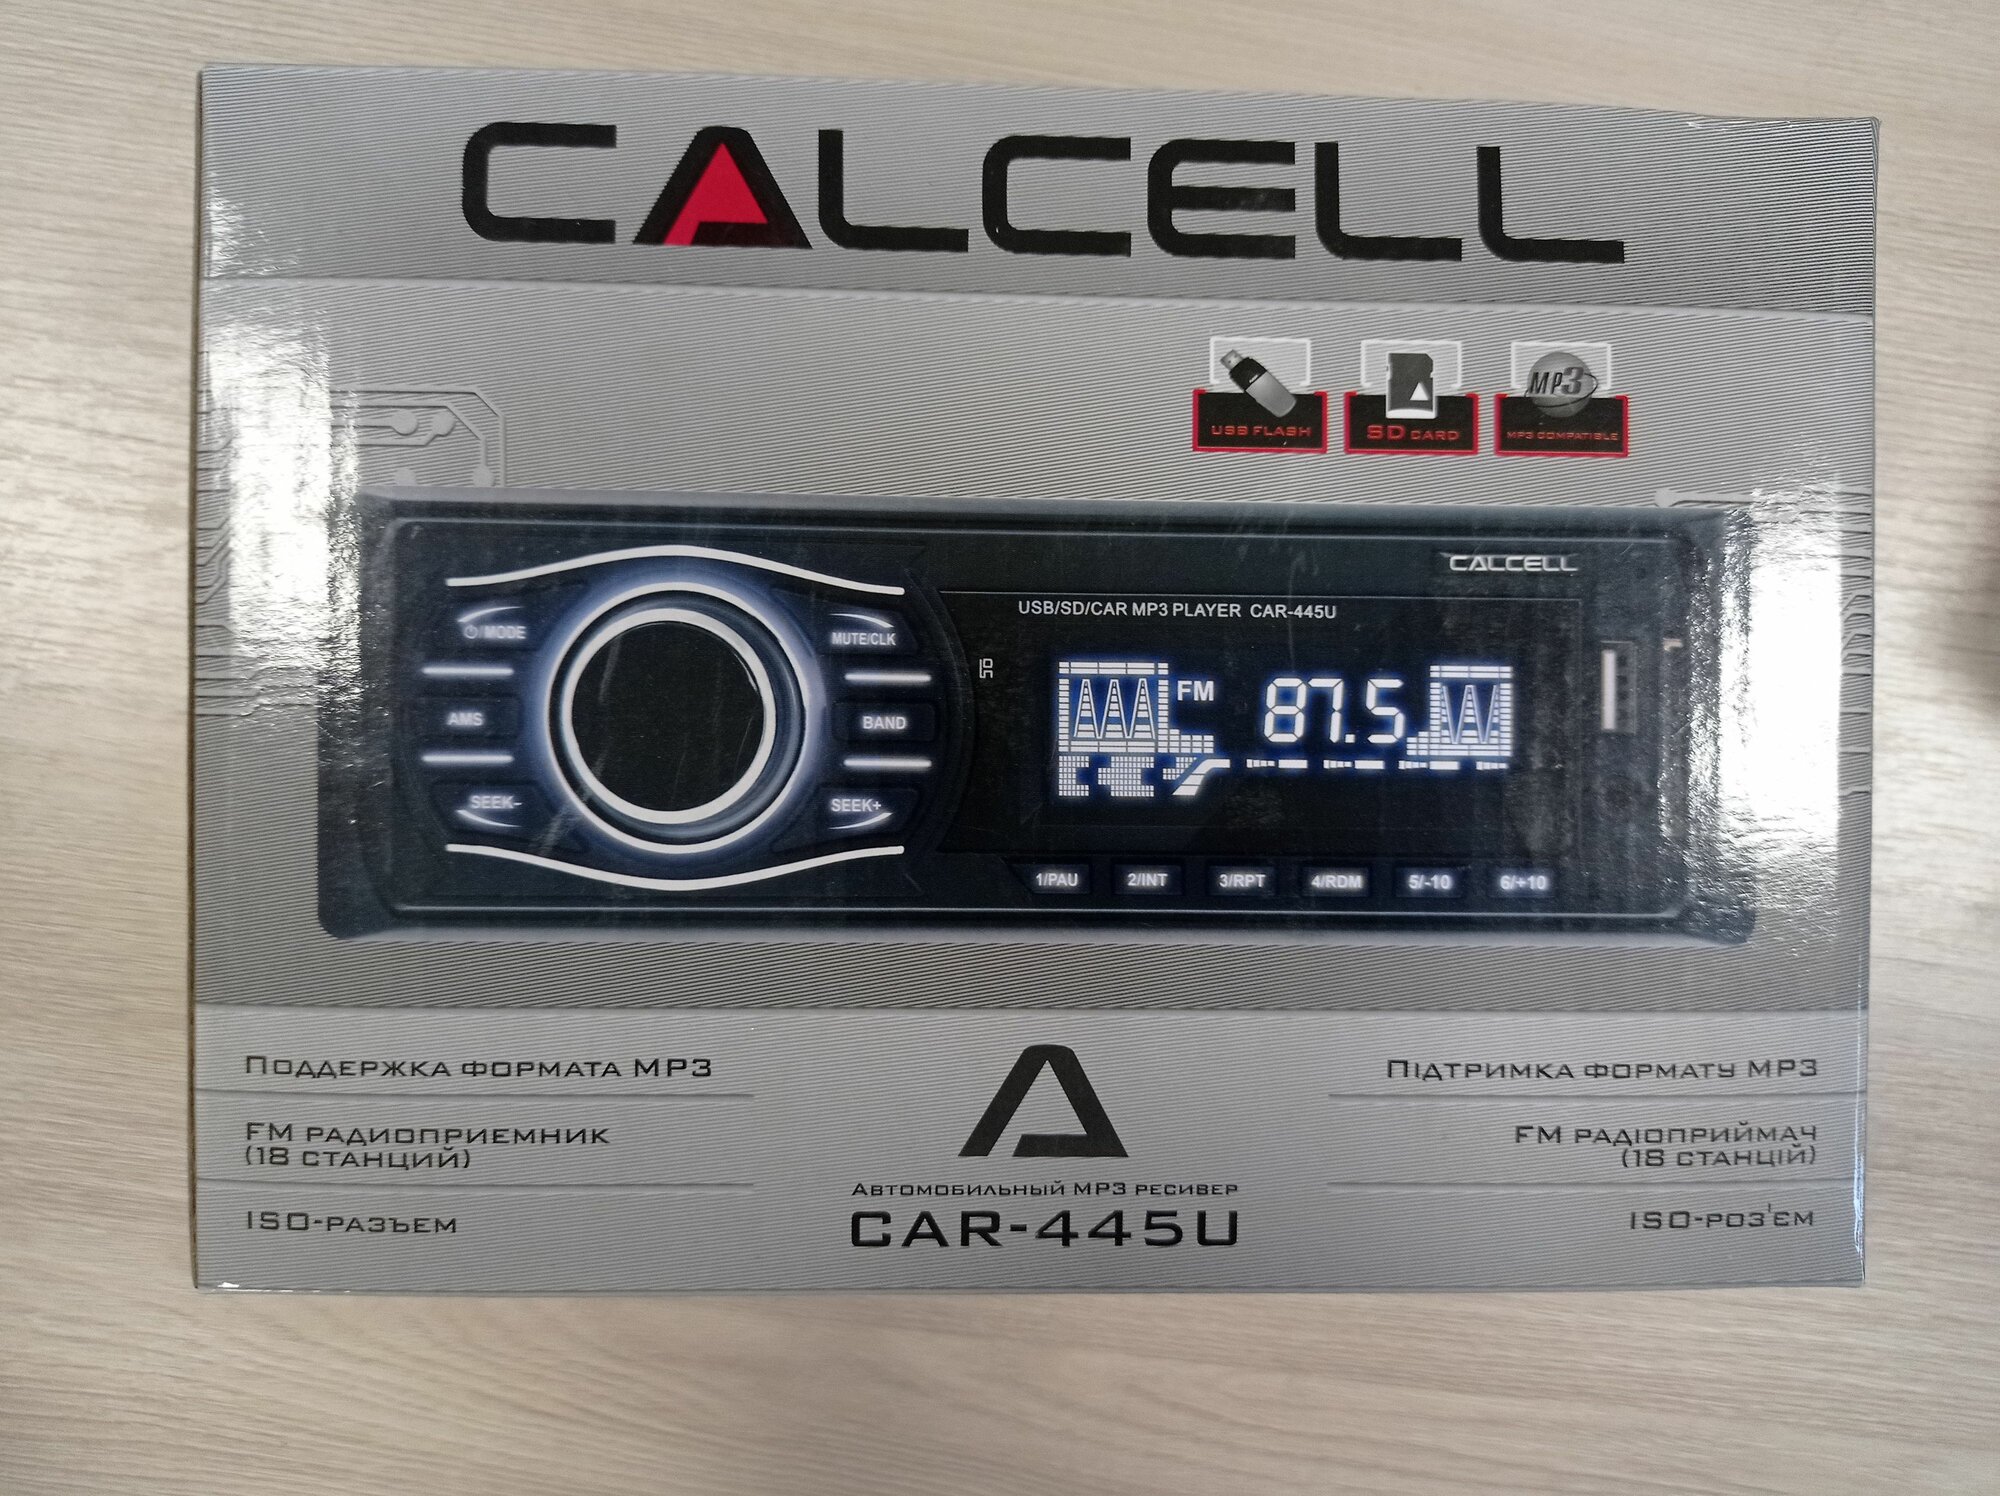 CALCELL
USB FLASH
SD CARD
MP3
MP3 COMPATIBLE
CALCELL
USB/SD/CAR MP3 PLAYER CAR-445U
⏻/MODE
MUTE/CLK
AMS
BAND
SEEK-
SEEK+
FM 87.5
1/PAU 2/INT 3/RPT 4/RDM 5/-10 6/+10
Поддержка формата MP3
FM радиоприемник
(18 станций)
ISO-разъем
Автомобильный MP3 ресивер
CAR-445U
Підтримка формату MP3
FM радіоприймач
(18 станцій)
ISO-роз'єм